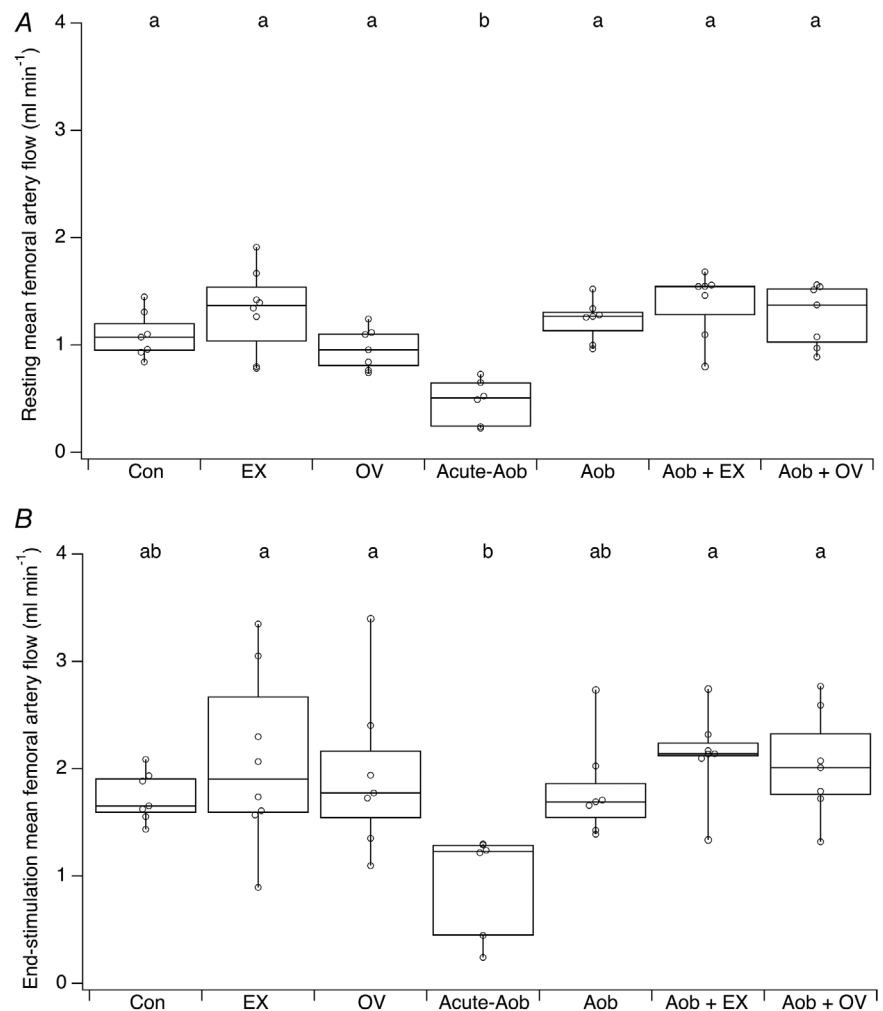 A
a a a b a a a
4
3
2
1
0
Resting mean femoral artery flow (ml min⁻¹)
Con EX OV Acute-Aob Aob Aob + EX Aob + OV
B
ab a a b ab a a
4
3
2
1
0
End-stimulation mean femoral artery flow (ml min⁻¹)
Con EX OV Acute-Aob Aob Aob + EX Aob + OV